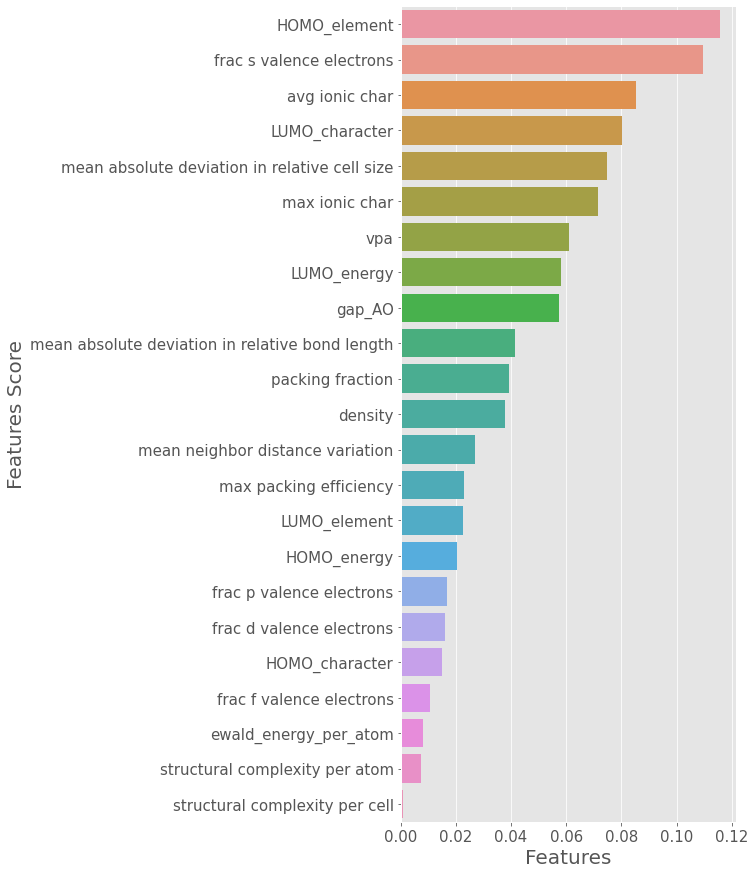 HOMO_element
frac s valence electrons
avg ionic char
LUMO_character
mean absolute deviation in relative cell size
max ionic char
vpa
LUMO_energy
gap_AO
mean absolute deviation in relative bond length
packing fraction
density
mean neighbor distance variation
max packing efficiency
LUMO_element
HOMO_energy
frac p valence electrons
frac d valence electrons
HOMO_character
frac f valence electrons
ewald_energy_per_atom
structural complexity per atom
structural complexity per cell
Features Score
0.00 0.02 0.04 0.06 0.08 0.10 0.12
Features